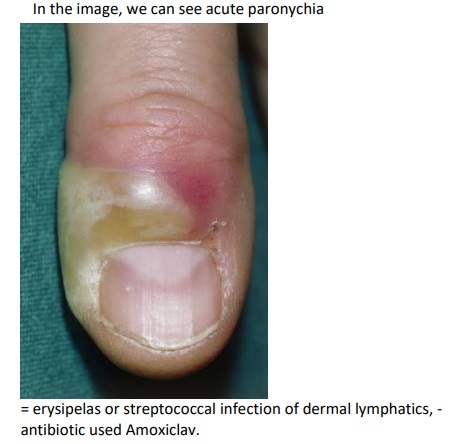 In the image, we can see acute paronychia
= erysipelas or streptococcal infection of dermal lymphatics, -
antibiotic used Amoxiclav.